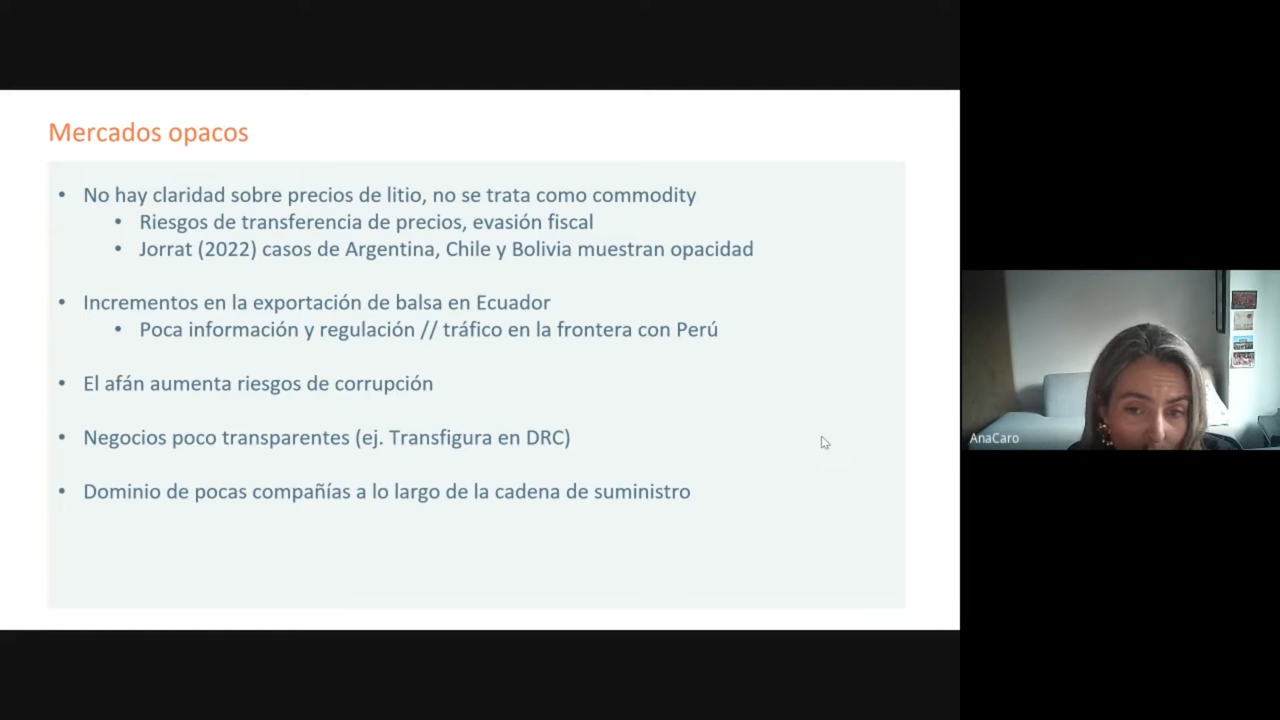 Mercados opacos
• No hay claridad sobre precios de litio, no se trata como commodity
• Riesgos de transferencia de precios, evasión fiscal
• Jorrat (2022) casos de Argentina, Chile y Bolivia muestran opacidad
• Incrementos en la exportación de balsa en Ecuador
• Poca información y regulación // tráfico en la frontera con Perú
• El afán aumenta riesgos de corrupción
• Negocios poco transparentes (ej. Transfigura en DRC)
• Dominio de pocas compañías a lo largo de la cadena de suministro
AnaCaro